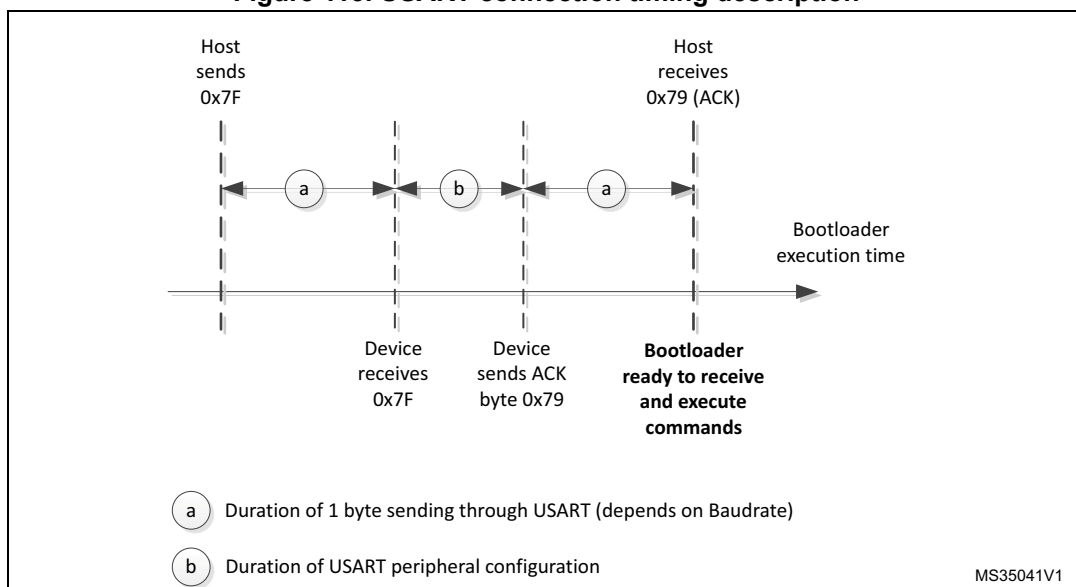 Figure USART connection timing description
Host
sends
0x7F
Host
receives
0x79 (ACK)
a
b
a
Bootloader
execution time
Device
receives
0x7F
Device
sends ACK
byte 0x79
Bootloader
ready to receive
and execute
commands
a Duration of 1 byte sending through USART (depends on Baudrate)
b Duration of USART peripheral configuration
MS35041V1